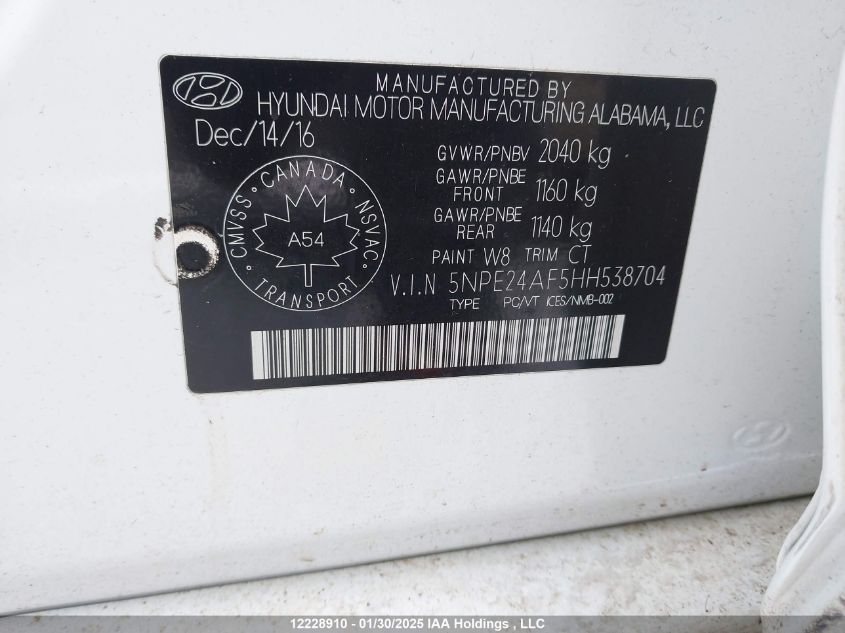 MANUFACTURED BY
HYUNDAI MOTOR MANUFACTURING ALABAMA, LLC
Dec/14/16
GVWR/PNBV 2040 kg
GAWR/PNBE
FRONT 1160 kg
GAWR/PNBE
REAR 1140 kg
PAINT W8 TRIM CT
CMVSS • CANADA • NSVAC • TRANSPORT •
A54
V.I.N 5NPE24AF5HH538704
TYPE PC/VT ICES/NMB-002
12228910 - 01/30/2025 IAA Holdings , LLC